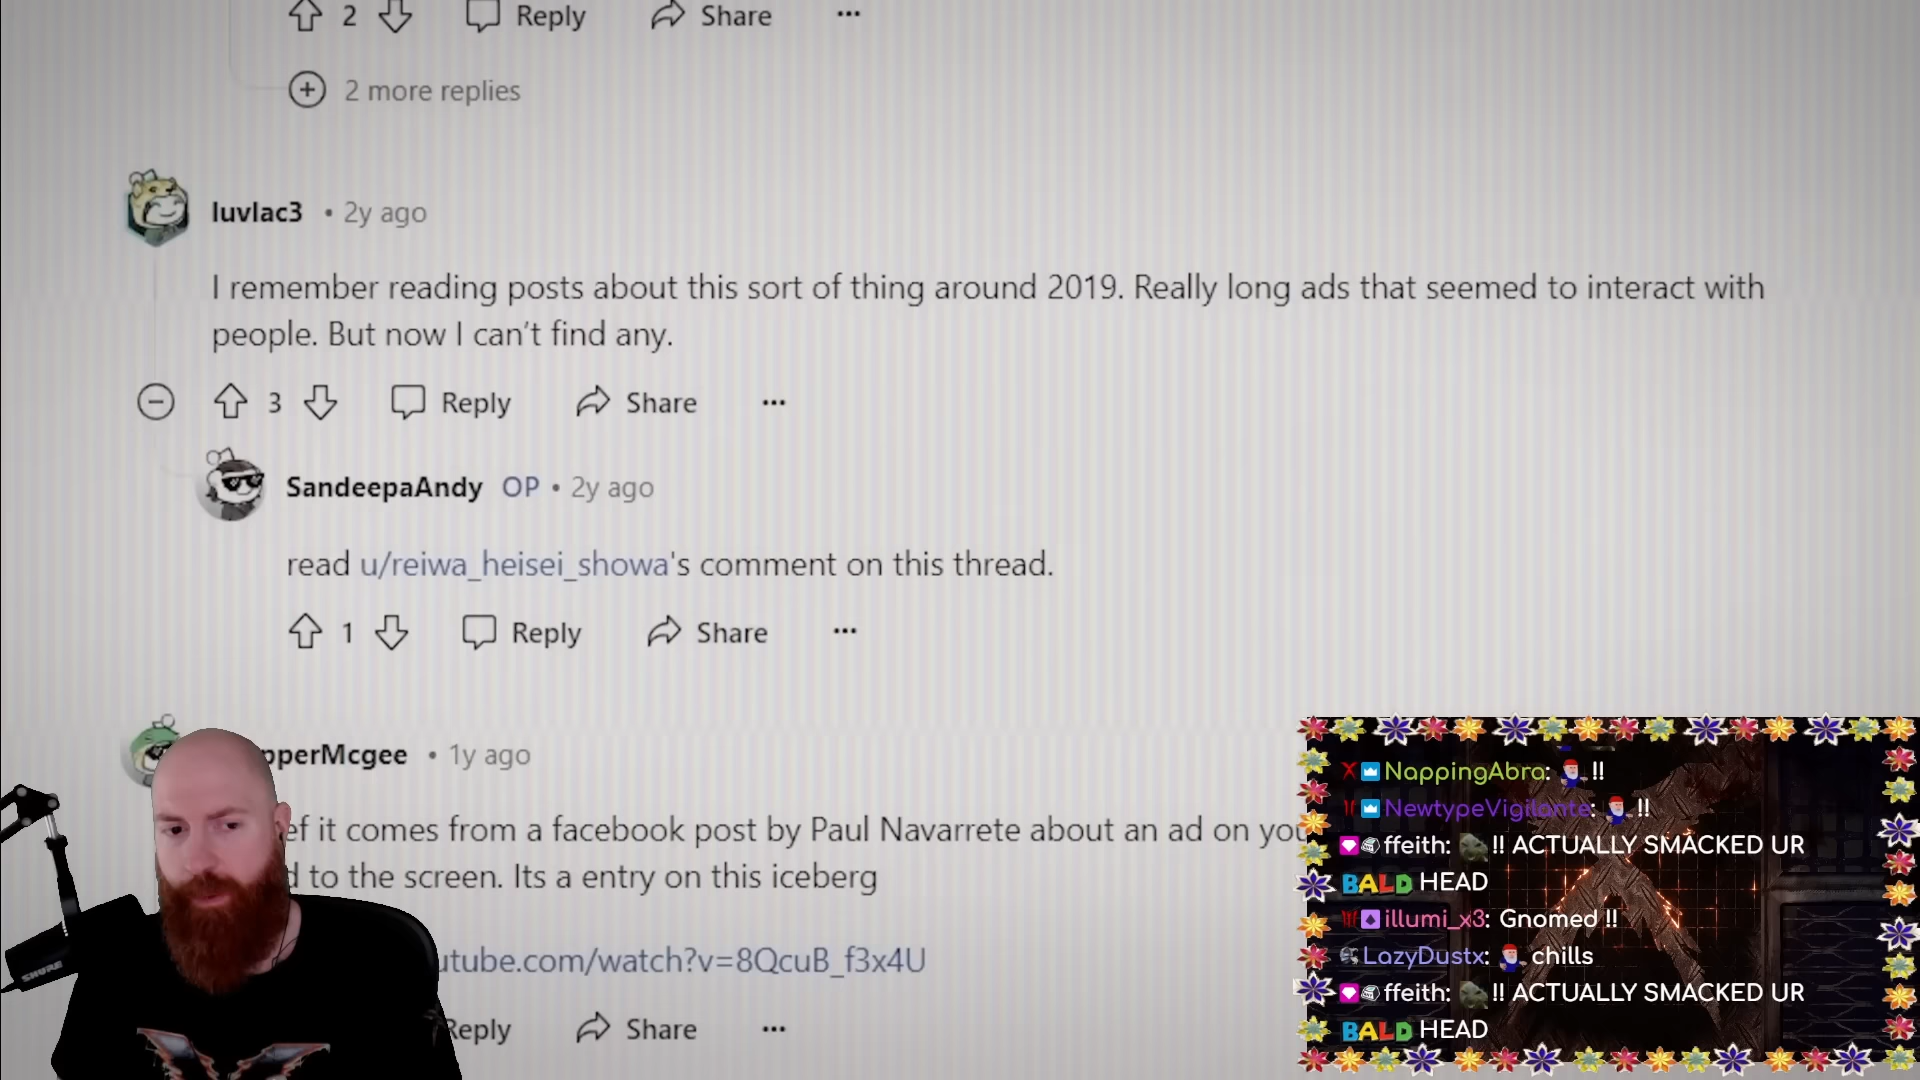 2 Reply Share ...
2 more replies
luvlac3 • 2y ago
I remember reading posts about this sort of thing around 2019. Really long ads that seemed to interact with
people. But now I can't find any.
3 Reply Share ...
SandeepaAndy OP • 2y ago
read u/reiwa_heisei_showa's comment on this thread.
1 Reply Share ...
pperMcgee • 1y ago
ef it comes from a facebook post by Paul Navarrete about an ad on you
d to the screen. Its a entry on this iceberg
utube.com/watch?v=8QcuB_f3x4U
Reply Share ...
SHURE
NappingAbra: !!
NewtypeVigilante: !!
ffeith: !! ACTUALLY SMACKED UR
BALD HEAD
illumi_x3: Gnomed !!
LazyDustx: chills
ffeith: !! ACTUALLY SMACKED UR
BALD HEAD